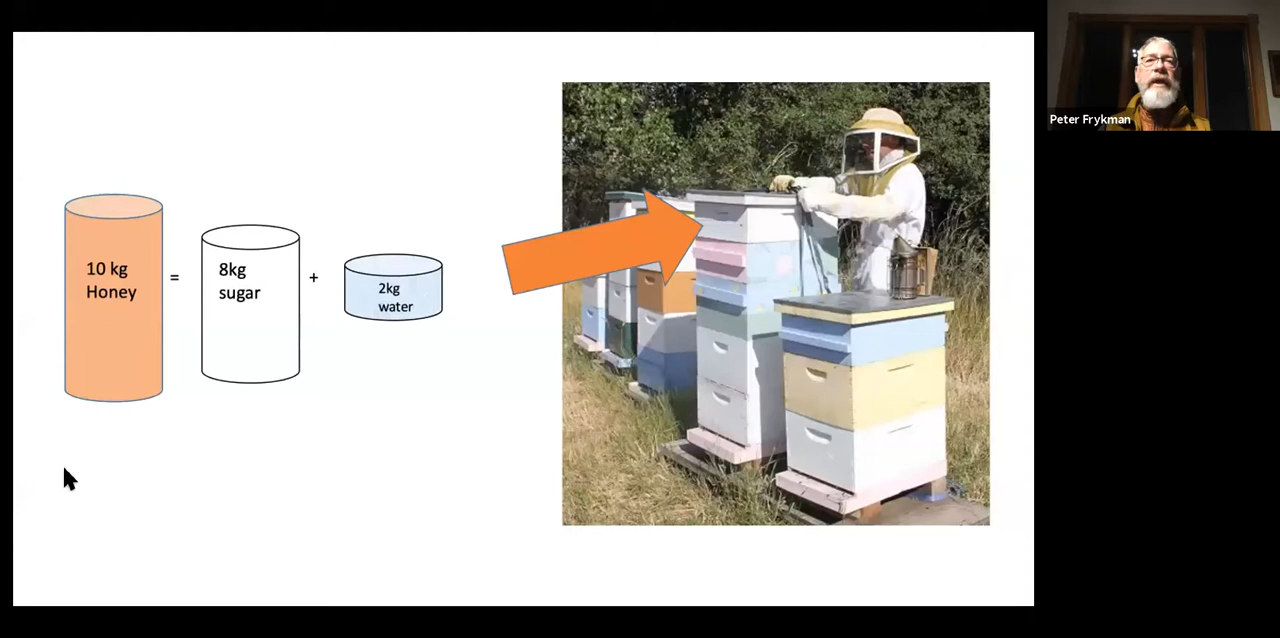 10 kg
Honey
=
8kg
sugar
+
2kg
water
Peter Frykman